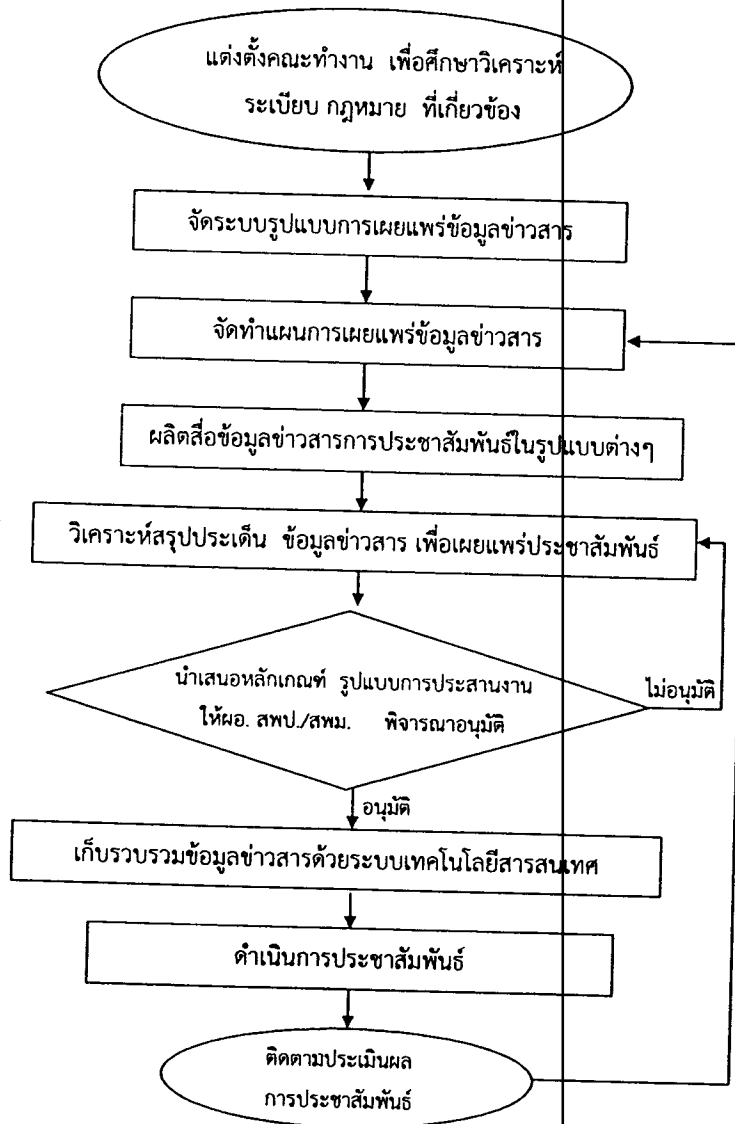 แต่งตั้งคณะทำงาน เพื่อศึกษาวิเคราะห์
ระเบียบ กฎหมาย ที่เกี่ยวข้อง
จัดระบบรูปแบบการเผยแพร่ข้อมูลข่าวสาร
จัดทำแผนการเผยแพร่ข้อมูลข่าวสาร
ผลิตสื่อข้อมูลข่าวสารการประชาสัมพันธ์ในรูปแบบต่างๆ
วิเคราะห์สรุปประเด็น ข้อมูลข่าวสาร เพื่อเผยแพร่ประชาสัมพันธ์
นำเสนอหลักเกณฑ์ รูปแบบการประสานงาน
ให้ผอ. สพป./สพม. พิจารณาอนุมัติ
ไม่อนุมัติ
อนุมัติ
เก็บรวบรวมข้อมูลข่าวสารด้วยระบบเทคโนโลยีสารสนเทศ
ดำเนินการประชาสัมพันธ์
ติดตามประเมินผล
การประชาสัมพันธ์